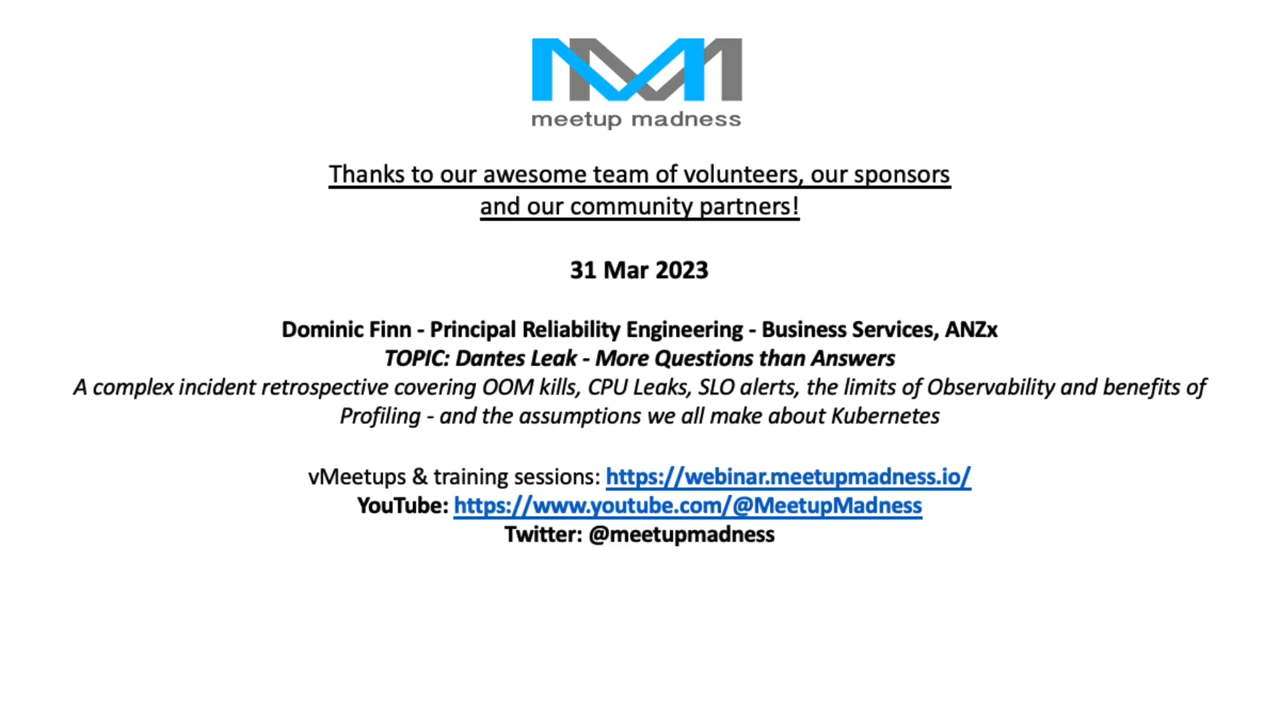 meetup madness
Thanks to our awesome team of volunteers, our sponsors
and our community partners!
31 Mar 2023
Dominic Finn - Principal Reliability Engineering - Business Services, ANZx
TOPIC: Dantes Leak - More Questions than Answers
A complex incident retrospective covering OOM kills, CPU Leaks, SLO alerts, the limits of Observability and benefits of
Profiling - and the assumptions we all make about Kubernetes
vMeetups & training sessions: https://webinar.meetupmadness.io/
YouTube: https://www.youtube.com/@MeetupMadness
Twitter: @meetupmadness